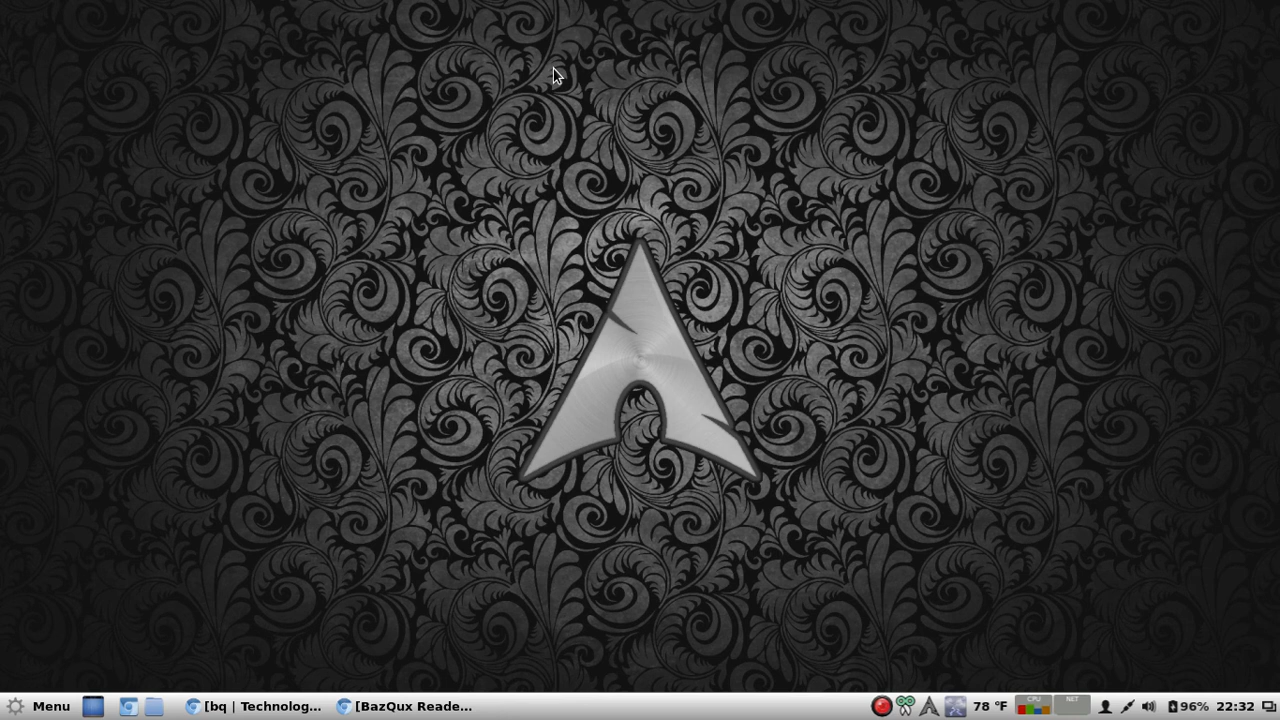 Menu
[bq | Technolog...
[BazQux Reade...
78 °F
CPU
NET
96%
22:32